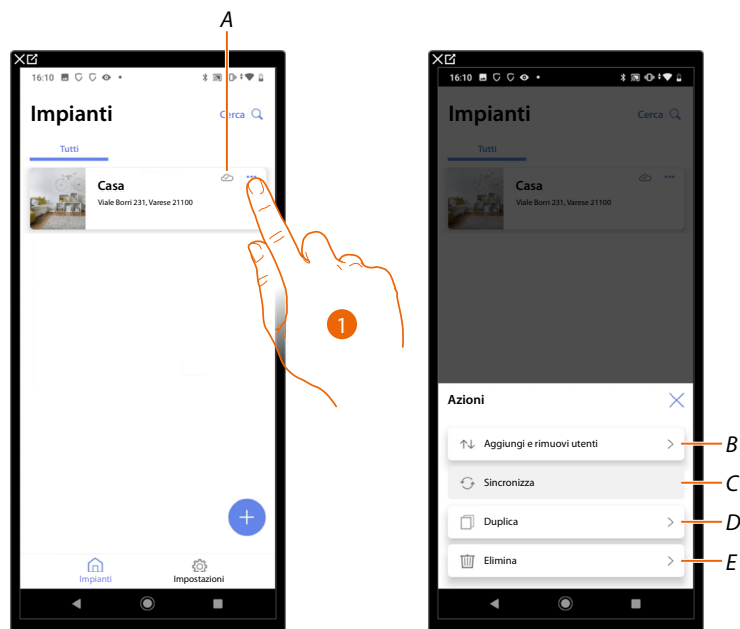 A
16:10
Impianti
Cerca
Tutti
Casa
Viale Borri 231, Varese 21100
1
Impianti
Impostazioni
16:10
Impianti
Cerca
Tutti
Casa
Viale Borri 231, Varese 21100
Azioni
Aggiungi e rimuovi utenti
B
Sincronizza
C
Duplica
D
Elimina
E